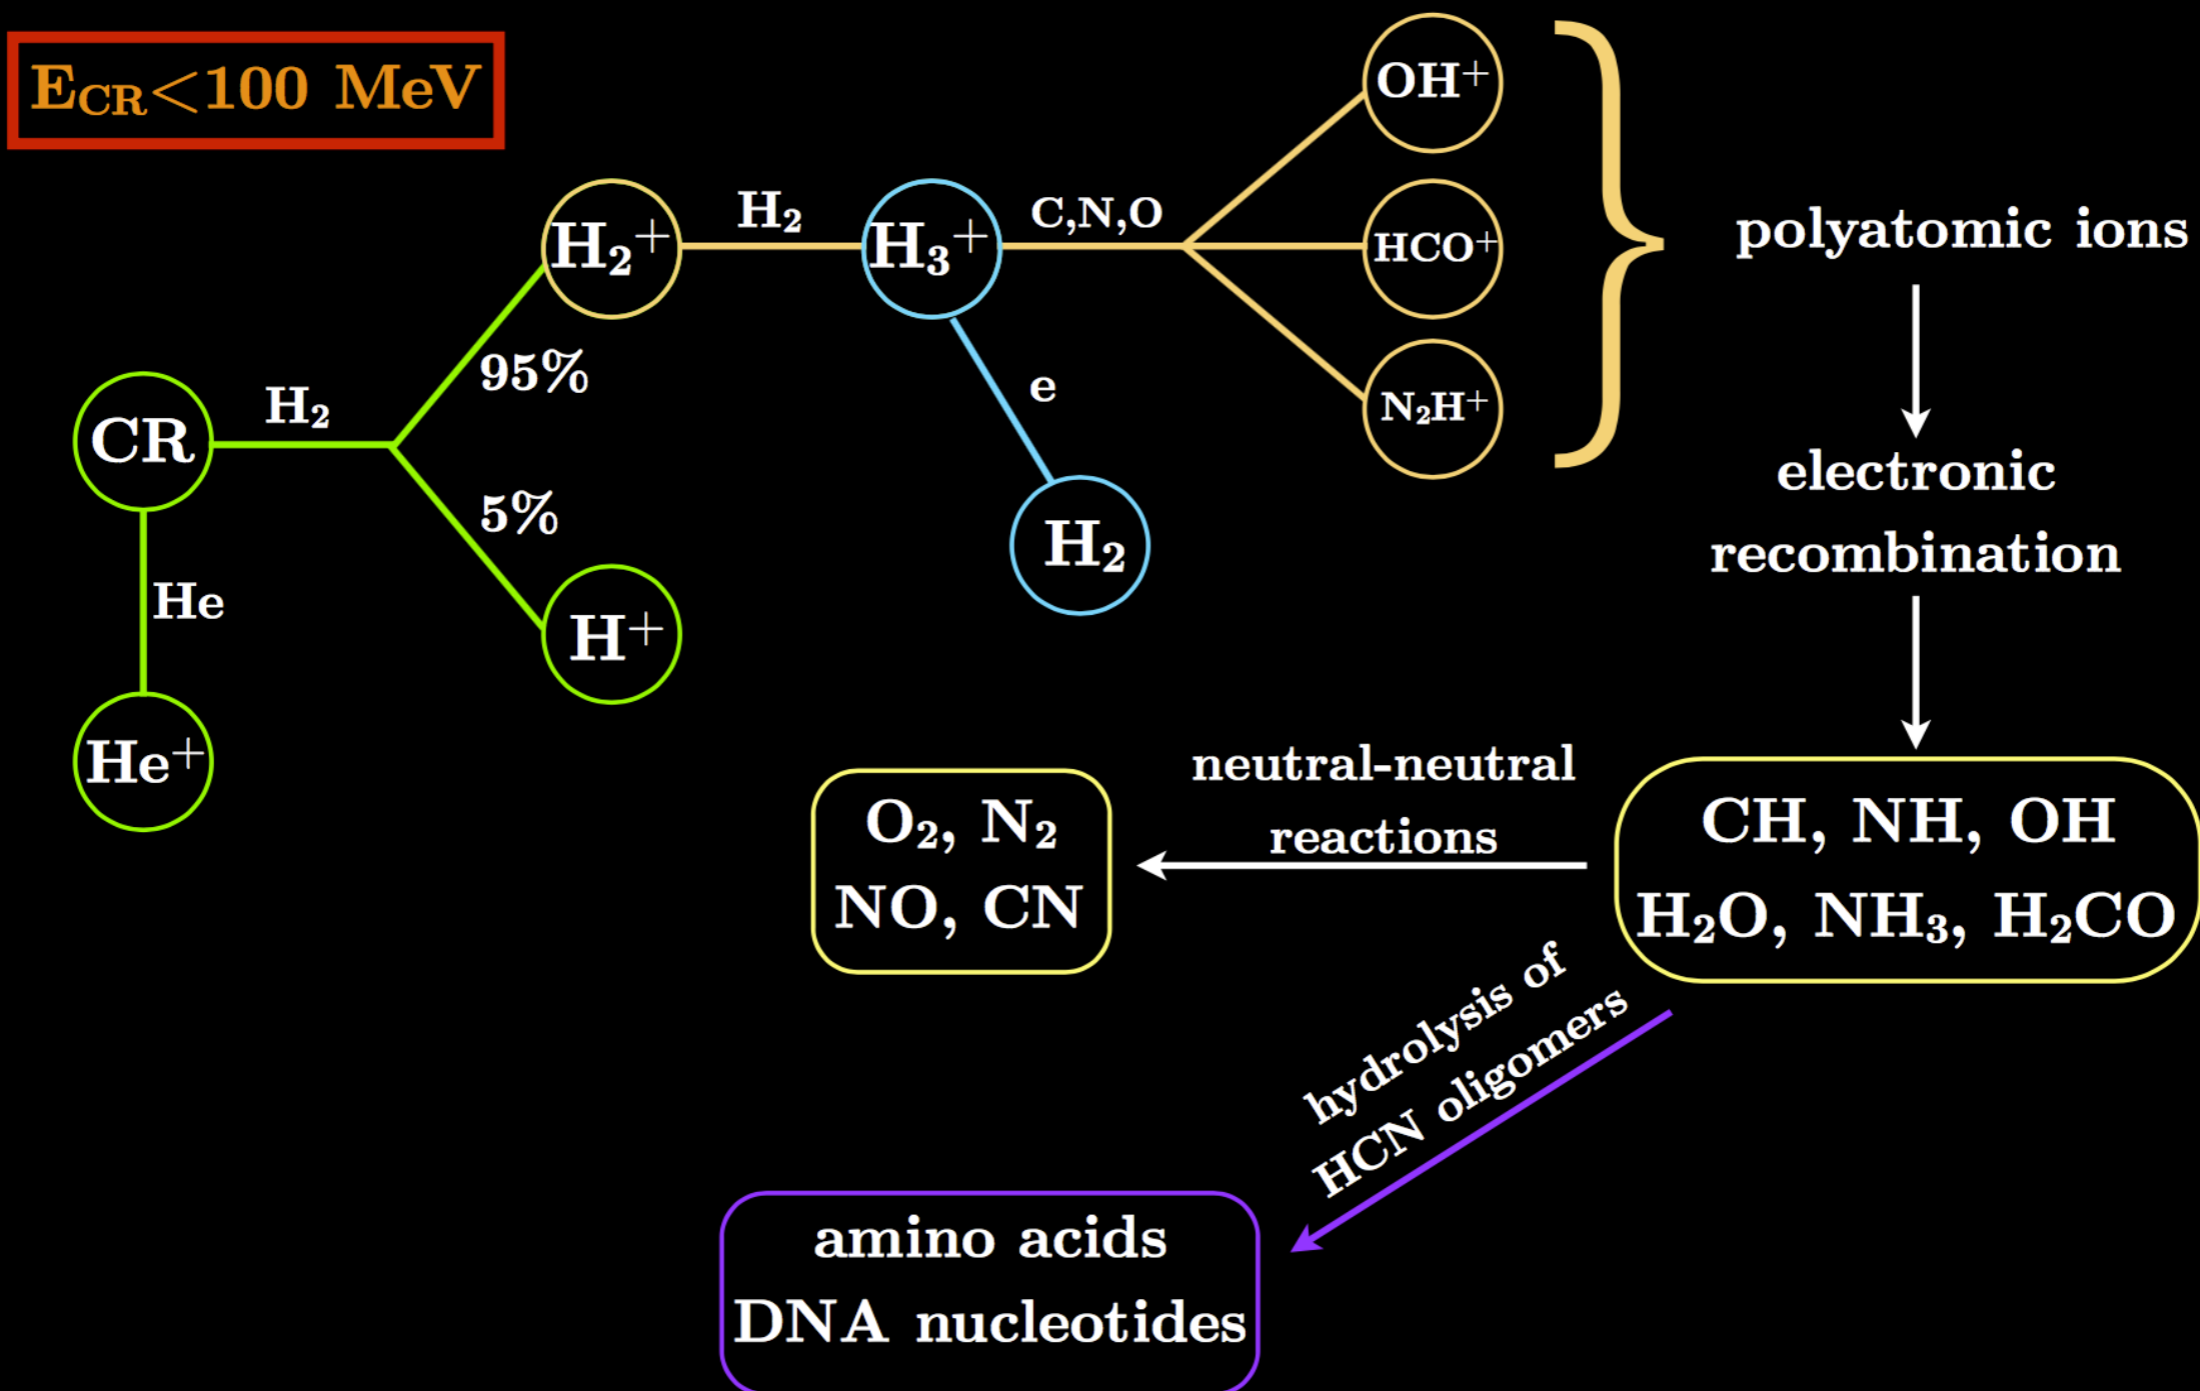 E_CR<100 MeV
OH⁺
H₂⁺
H₂
H₃⁺
C,N,O
HCO⁺
polyatomic ions
95%
e
N₂H⁺
CR
H₂
electronic
recombination
5%
H₂
He
H⁺
He⁺
neutral-neutral
reactions
O₂, N₂
NO, CN
CH, NH, OH
H₂O, NH₃, H₂CO
hydrolysis of
HCN oligomers
amino acids
DNA nucleotides